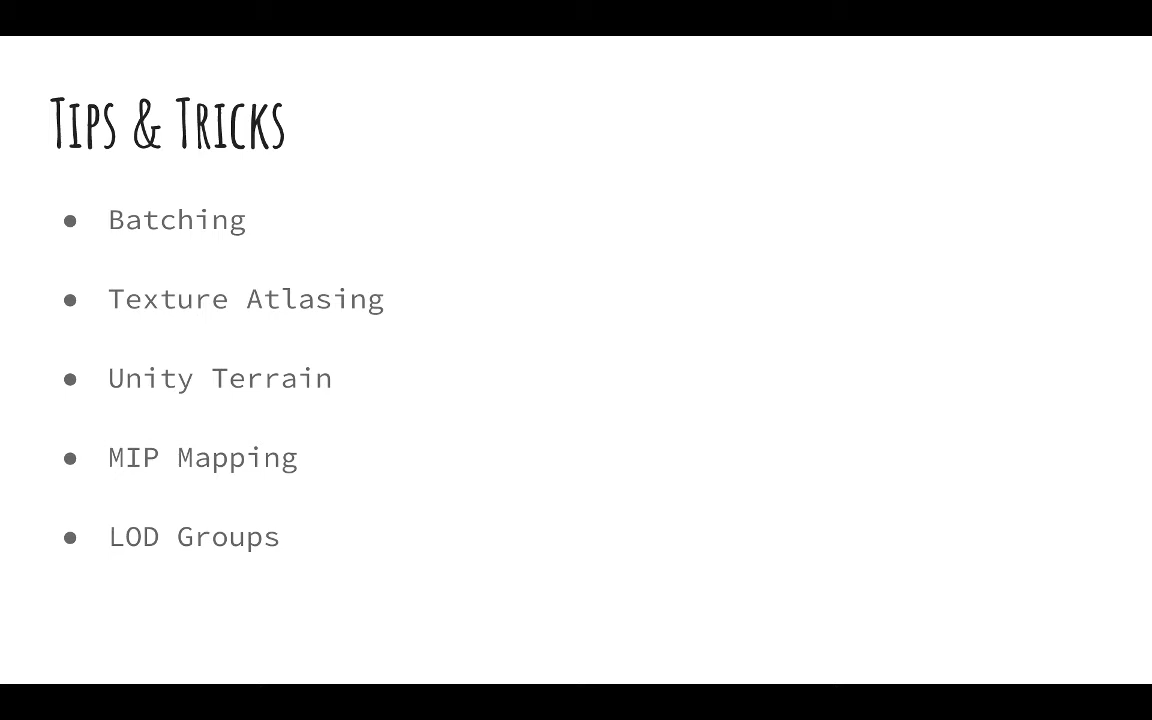 Tips & Tricks
● Batching
● Texture Atlasing
● Unity Terrain
● MIP Mapping
● LOD Groups